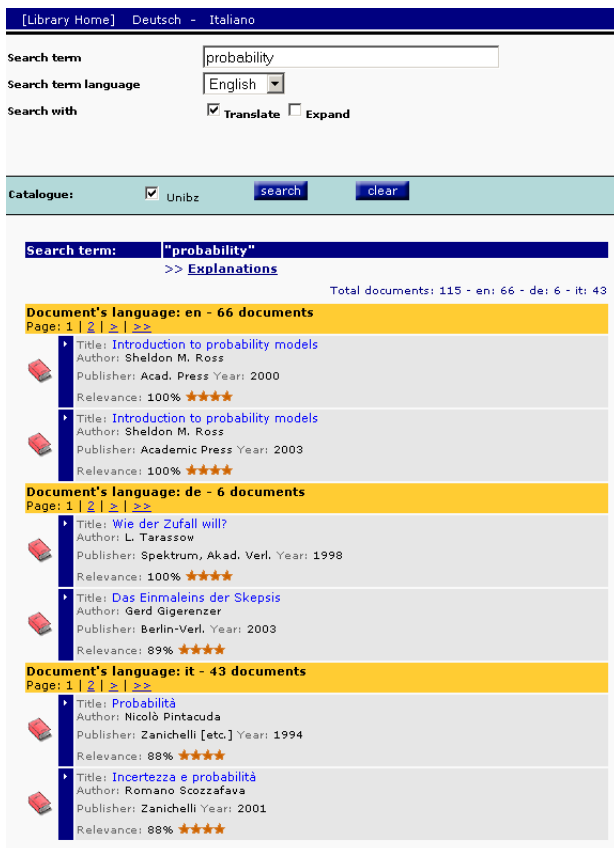 [Library Home] Deutsch - Italiano
Search term probability
Search term language English
Search with Translate Expand
Catalogue: Unibz search clear
Search term: "probability"
>> Explanations
Total documents: 115 - en: 66 - de: 6 - it: 43
Document's language: en - 66 documents
Page: 1 | 2 | > | >>
Title: Introduction to probability models
Author: Sheldon M. Ross
Publisher: Acad. Press Year: 2000
Relevance: 100%
Title: Introduction to probability models
Author: Sheldon M. Ross
Publisher: Academic Press Year: 2003
Relevance: 100%
Document's language: de - 6 documents
Page: 1 | 2 | > | >>
Title: Wie der Zufall will?
Author: L. Tarassow
Publisher: Spektrum, Akad. Verl. Year: 1998
Relevance: 100%
Title: Das Einmaleins der Skepsis
Author: Gerd Gigerenzer
Publisher: Berlin-Verl. Year: 2003
Relevance: 89%
Document's language: it - 43 documents
Page: 1 | 2 | > | >>
Title: Probabilità
Author: Nicolò Pintacuda
Publisher: Zanichelli [etc.] Year: 1994
Relevance: 88%
Title: Incertezza e probabilità
Author: Romano Scozzafava
Publisher: Zanichelli Year: 2001
Relevance: 88%